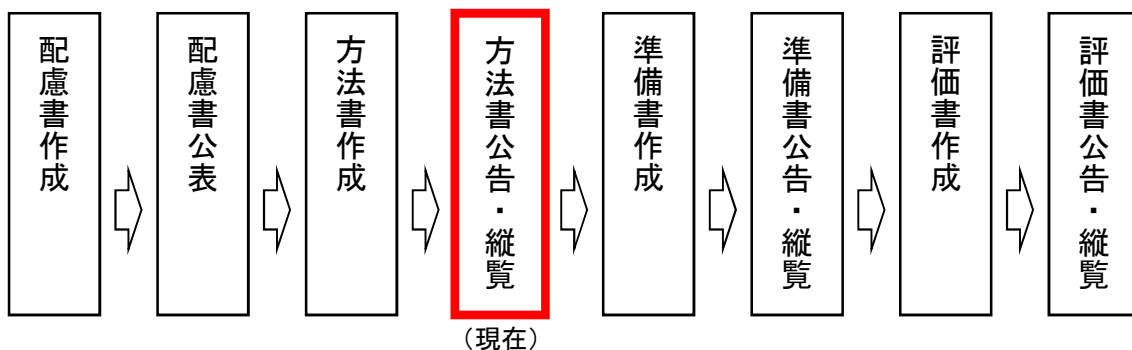 配慮書作成
配慮書公表
方法書作成
方法書公告・縦覧
準備書作成
準備書公告・縦覧
評価書作成
評価書公告・縦覧
（現在）